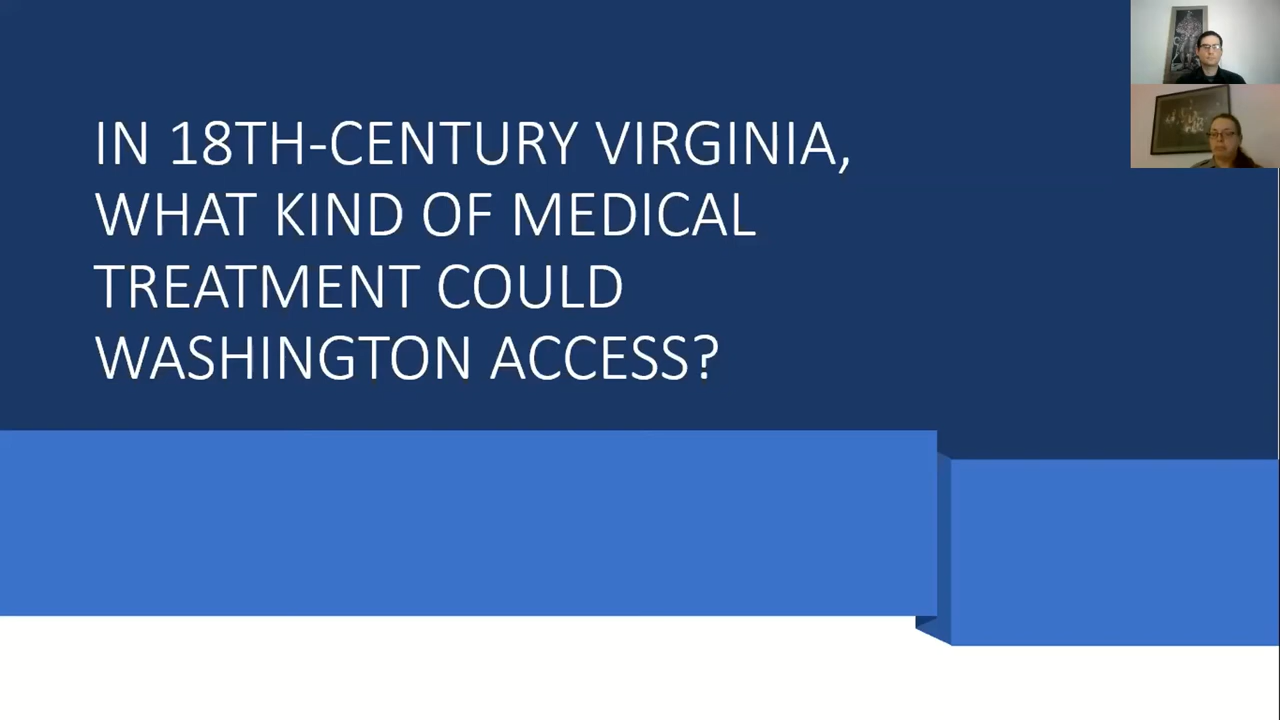 IN 18TH-CENTURY VIRGINIA,
WHAT KIND OF MEDICAL
TREATMENT COULD
WASHINGTON ACCESS?